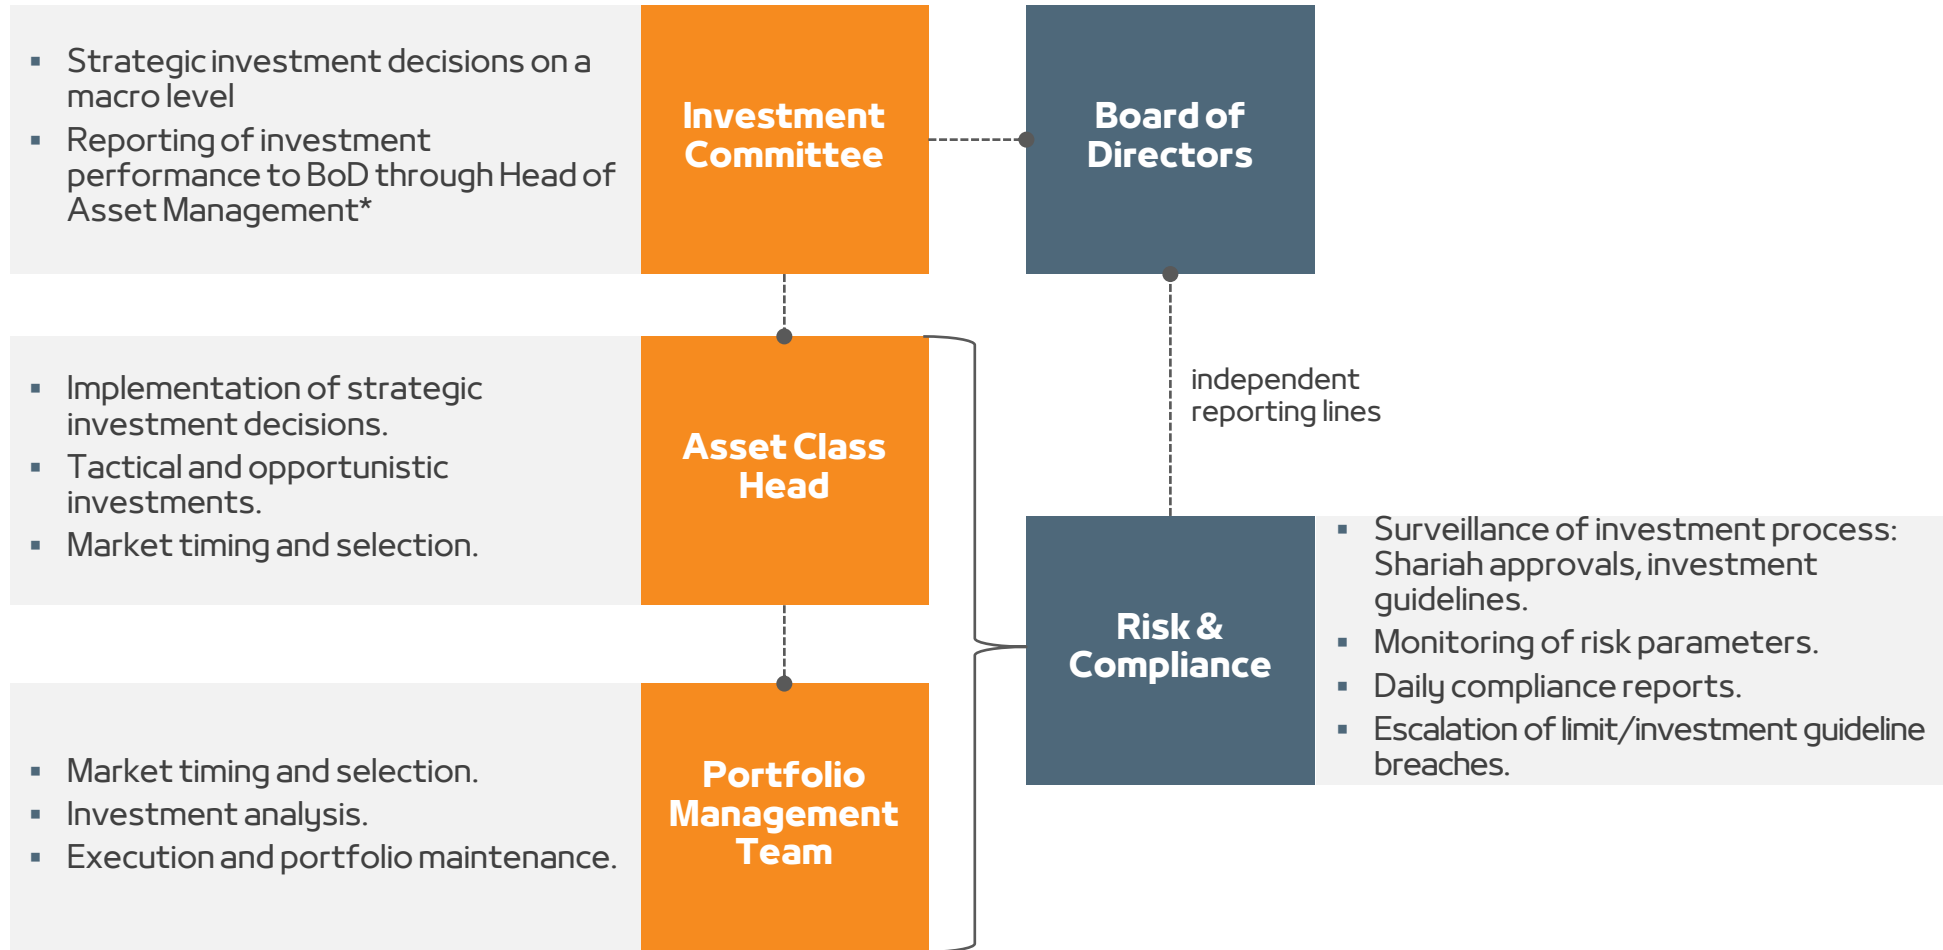 ▪ Strategic investment decisions on a
macro level
▪ Reporting of investment
performance to BoD through Head of
Asset Management*
Investment
Committee
Board of
Directors
▪ Implementation of strategic
investment decisions.
▪ Tactical and opportunistic
investments.
▪ Market timing and selection.
Asset Class
Head
independent
reporting lines
Risk &
Compliance
▪ Surveillance of investment process:
Shariah approvals, investment
guidelines.
▪ Monitoring of risk parameters.
▪ Daily compliance reports.
▪ Escalation of limit/investment guideline
breaches.
▪ Market timing and selection.
▪ Investment analysis.
▪ Execution and portfolio maintenance.
Portfolio
Management
Team